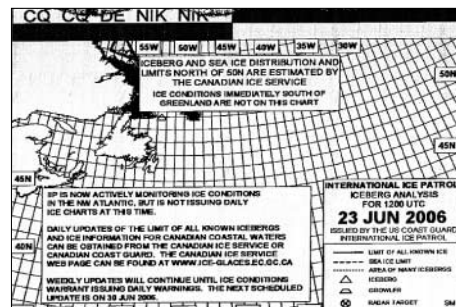 CQ CQ DE NIK NIK
55W 50W 45W 40W 35W 30W
ICEBERG AND SEA ICE DISTRIBUTION AND
LIMITS NORTH OF 50N ARE ESTIMATED BY
THE CANADIAN ICE SERVICE
ICE CONDITIONS IMMEDIATELY SOUTH OF
GREENLAND ARE NOT ON THIS CHART
50N
45N
45N
40N
IIP IS NOW ACTIVELY MONITORING ICE CONDITIONS
IN THE NW ATLANTIC, BUT IS NOT ISSUING DAILY
ICE CHARTS AT THIS TIME.
DAILY UPDATES OF THE LIMIT OF ALL KNOWN ICEBERGS
AND ICE INFORMATION FOR CANADIAN COASTAL WATERS
CAN BE OBTAINED FROM THE CANADIAN ICE SERVICE OR
CANADIAN COAST GUARD. THE CANADIAN ICE SERVICE
WEB PAGE CAN BE FOUND AT WWW.ICE-GLACES.EC.GC.CA
WEEKLY UPDATES WILL CONTINUE UNTIL ICE CONDITIONS
WARRANT ISSUING DAILY WARNINGS. THE NEXT SCHEDULED
UPDATE IS ON 30 JUN 2006.
INTERNATIONAL ICE PATROL
ICEBERG ANALYSIS
FOR 1200 UTC
23 JUN 2006
ISSUED BY THE US COAST GUARD
INTERNATIONAL ICE PATROL
LIMIT OF ALL KNOWN ICE
SEA ICE LIMIT
AREA OF MANY ICEBERGS
ICEBERG
GROWLER
RADAR TARGET